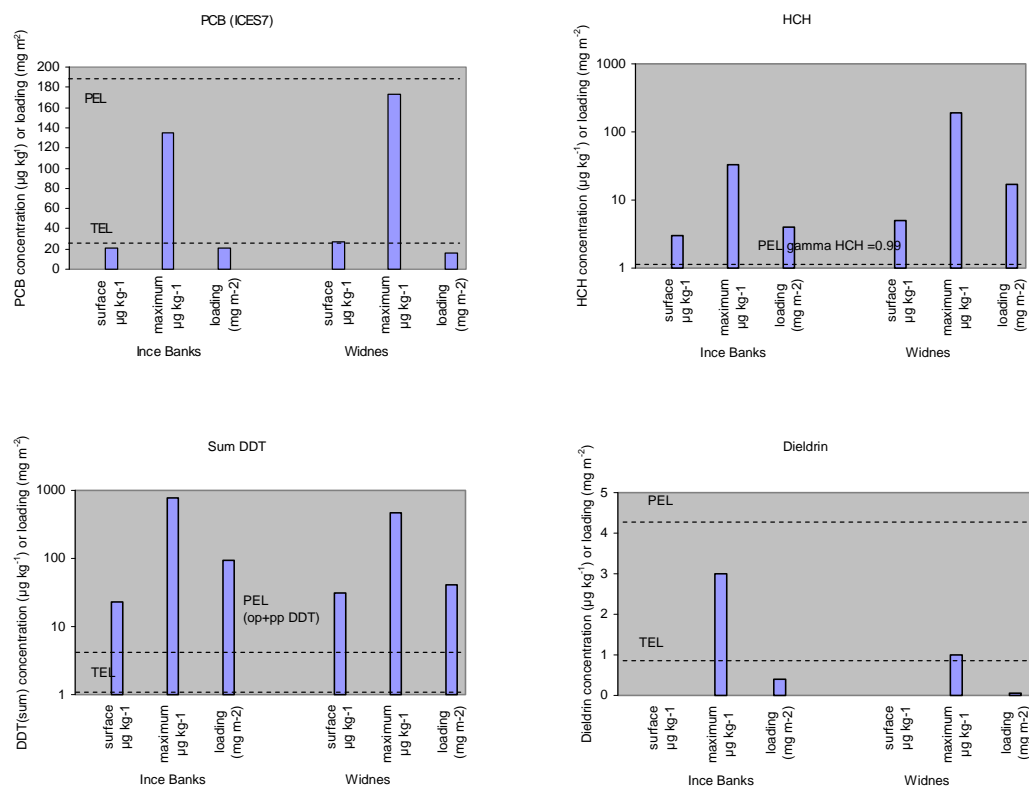 PCB (ICES7)
PCB concentration (µg kg¹) or loading (mg m²)
200
180
160
140
120
100
80
60
40
20
0
PEL
TEL
surface
µg kg-1
maximum
µg kg-1
loading
(mg m-2)
surface
µg kg-1
maximum
µg kg-1
loading
(mg m-2)
Ince Banks
Widnes
HCH
HCH concentration (µg kg⁻¹) or loading (mg m⁻²)
1000
100
10
1
PEL gamma HCH =0.99
surface
µg kg-1
maximum
µg kg-1
loading
(mg m-2)
surface
µg kg-1
maximum
µg kg-1
loading
(mg m-2)
Ince Banks
Widnes
Sum DDT
DDT(sum) concentration (µg kg⁻¹) or loading (mg m⁻²)
1000
100
10
1
PEL
(op+pp DDT)
TEL
surface
µg kg-1
maximum
µg kg-1
loading
(mg m-2)
surface
µg kg-1
maximum
µg kg-1
loading
(mg m-2)
Ince Banks
Widnes
Dieldrin
Dieldrin concentration (µg kg⁻¹) or loading (mg m⁻²)
5
4
3
2
1
0
PEL
TEL
surface
µg kg-1
maximum
µg kg-1
loading
(mg m-2)
surface
µg kg-1
maximum
µg kg-1
loading
(mg m-2)
Ince Banks
Widnes